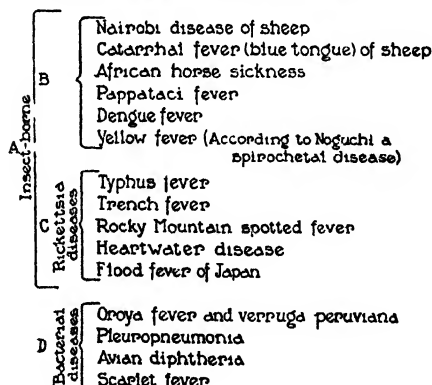 Nairobi disease of sheep
Catarrhal fever (blue tongue) of sheep
African horse sickness
B
Pappataci fever
Dengue fever
Yellow fever (According to Noguchi a
spirochetal disease)
A
Insect-borne
Typhus fever
Trench fever
C
Rickettsia
diseases
Rocky Mountain spotted fever
Heartwater disease
Flood fever of Japan
D
Bacterial
diseases
Oroya fever and verruga peruviana
Pleuropneumonia
Avian diphtheria
Scarlet fever